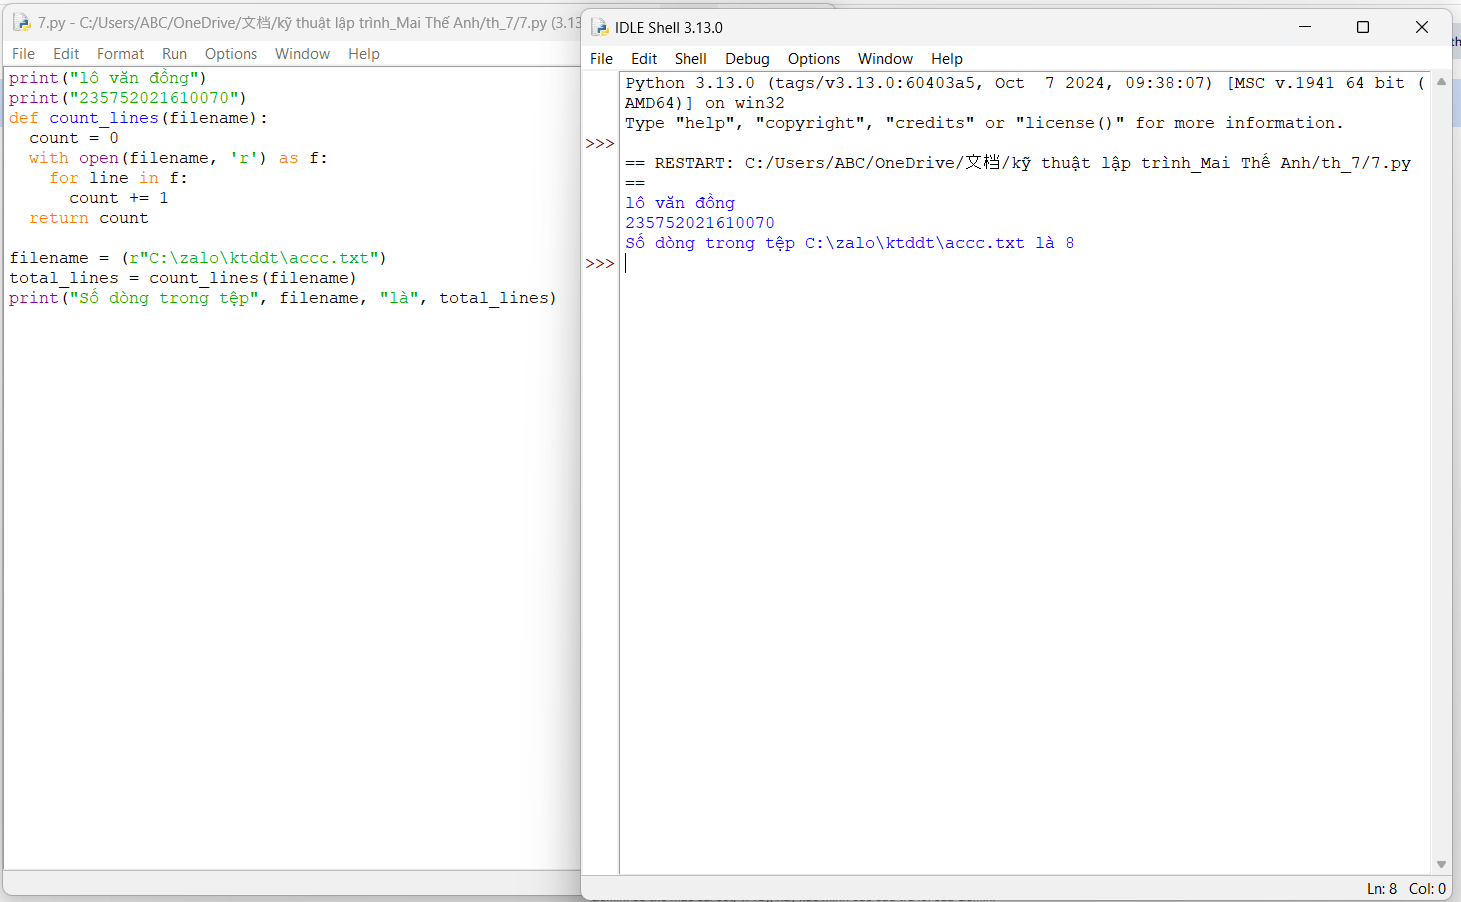 7.py - C:/Users/ABC/OneDrive/文档/kỹ thuật lập trình_Mai Thế Anh/th_7/7.py (3.13
File Edit Format Run Options Window Help
print("lô văn đồng")
print("235752021610070")
def count_lines(filename):
  count = 0
  with open(filename, 'r') as f:
    for line in f:
      count += 1
  return count
filename = (r"C:\zalo\ktddt\accc.txt")
total_lines = count_lines(filename)
print("Số dòng trong tệp", filename, "là", total_lines)
IDLE Shell 3.13.0
File Edit Shell Debug Options Window Help
Python 3.13.0 (tags/v3.13.0:60403a5, Oct  7 2024, 09:38:07) [MSC v.1941 64 bit (
AMD64)] on win32
Type "help", "copyright", "credits" or "license()" for more information.
>>>
== RESTART: C:/Users/ABC/OneDrive/文档/kỹ thuật lập trình_Mai Thế Anh/th_7/7.py
==
lô văn đồng
235752021610070
Số dòng trong tệp C:\zalo\ktddt\accc.txt là 8
>>>
Ln: 8 Col: 0